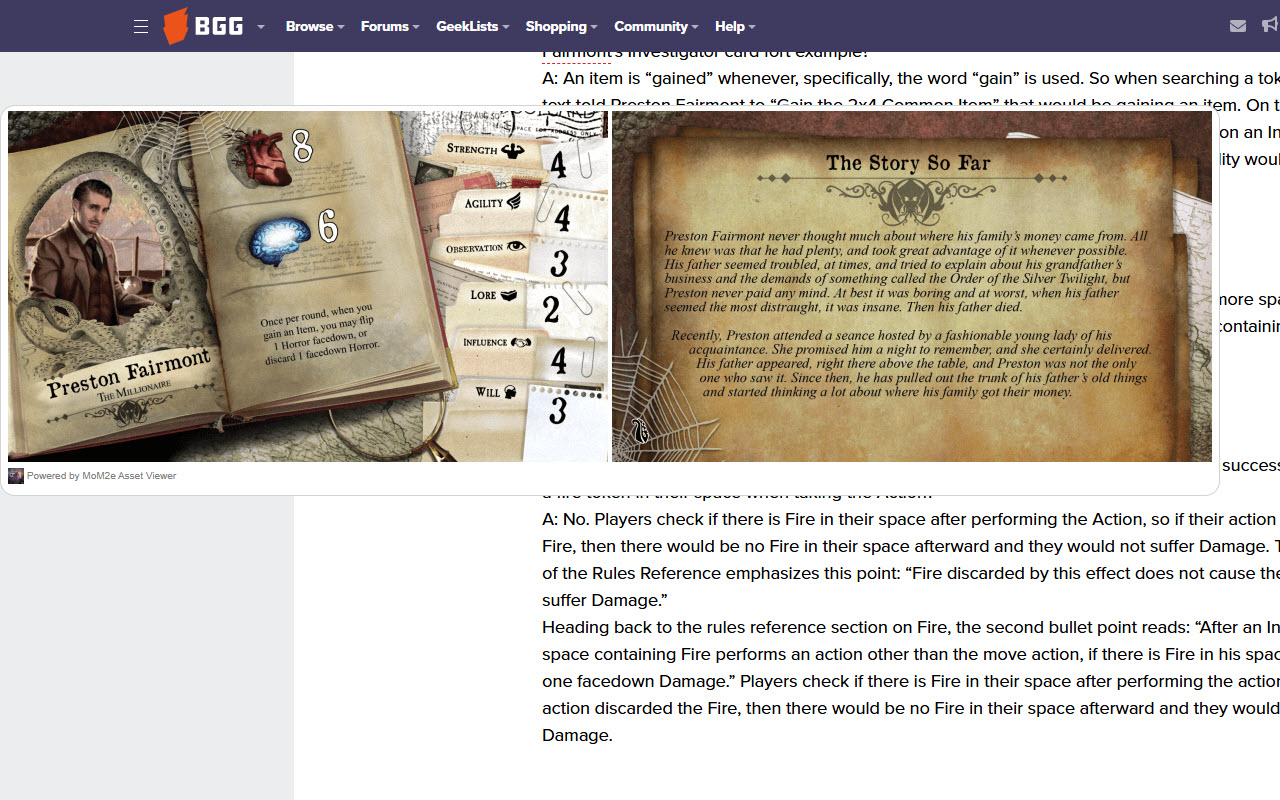 BGG
Browse
Forums
GeekLists
Shopping
Community
Help
Fairmont's Investigator card fort example?
A: An item is “gained” whenever, specifically, the word “gain” is used. So when searching a tok
text told Preston Fairmont to “Gain the 2x4 Common Item” that would be gaining an item. On t
on an In
lity woul
8
6
Once per round, when you
gain an Item, you may flip
1 Horror facedown, or
discard 1 facedown Horror.
Preston Fairmont
The Millionaire
AUG 50
SPACE FOR ADDRESS ONLY
Strength
4
Agility
4
Observation
3
Lore
2
Influence
4
Will
3
The Story So Far
Preston Fairmont never thought much about where his family’s money came from. All
he knew was that he had plenty, and took great advantage of it whenever possible.
His father seemed troubled, at times, and tried to explain about his grandfather’s
business and the demands of something called the Order of the Silver Twilight, but
Preston never paid any mind. At best it was boring and at worst, when his father
seemed the most distraught, it was insane. Then his father died.
Recently, Preston attended a seance hosted by a fashionable young lady of his
acquaintance. She promised him a night to remember, and she certainly delivered.
His father appeared, right there above the table, and Preston was not the only
one who saw it. Since then, he has pulled out the trunk of his father’s old things
and started thinking a lot about where his family got their money.
more spa
containin
success
Powered by MoM2e Asset Viewer
a fire token in their space when taking the Action?
A: No. Players check if there is Fire in their space after performing the Action, so if their action
Fire, then there would be no Fire in their space afterward and they would not suffer Damage. T
of the Rules Reference emphasizes this point: “Fire discarded by this effect does not cause the
suffer Damage.”
Heading back to the rules reference section on Fire, the second bullet point reads: “After an In
space containing Fire performs an action other than the move action, if there is Fire in his spac
one facedown Damage.” Players check if there is Fire in their space after performing the action
action discarded the Fire, then there would be no Fire in their space afterward and they would
Damage.